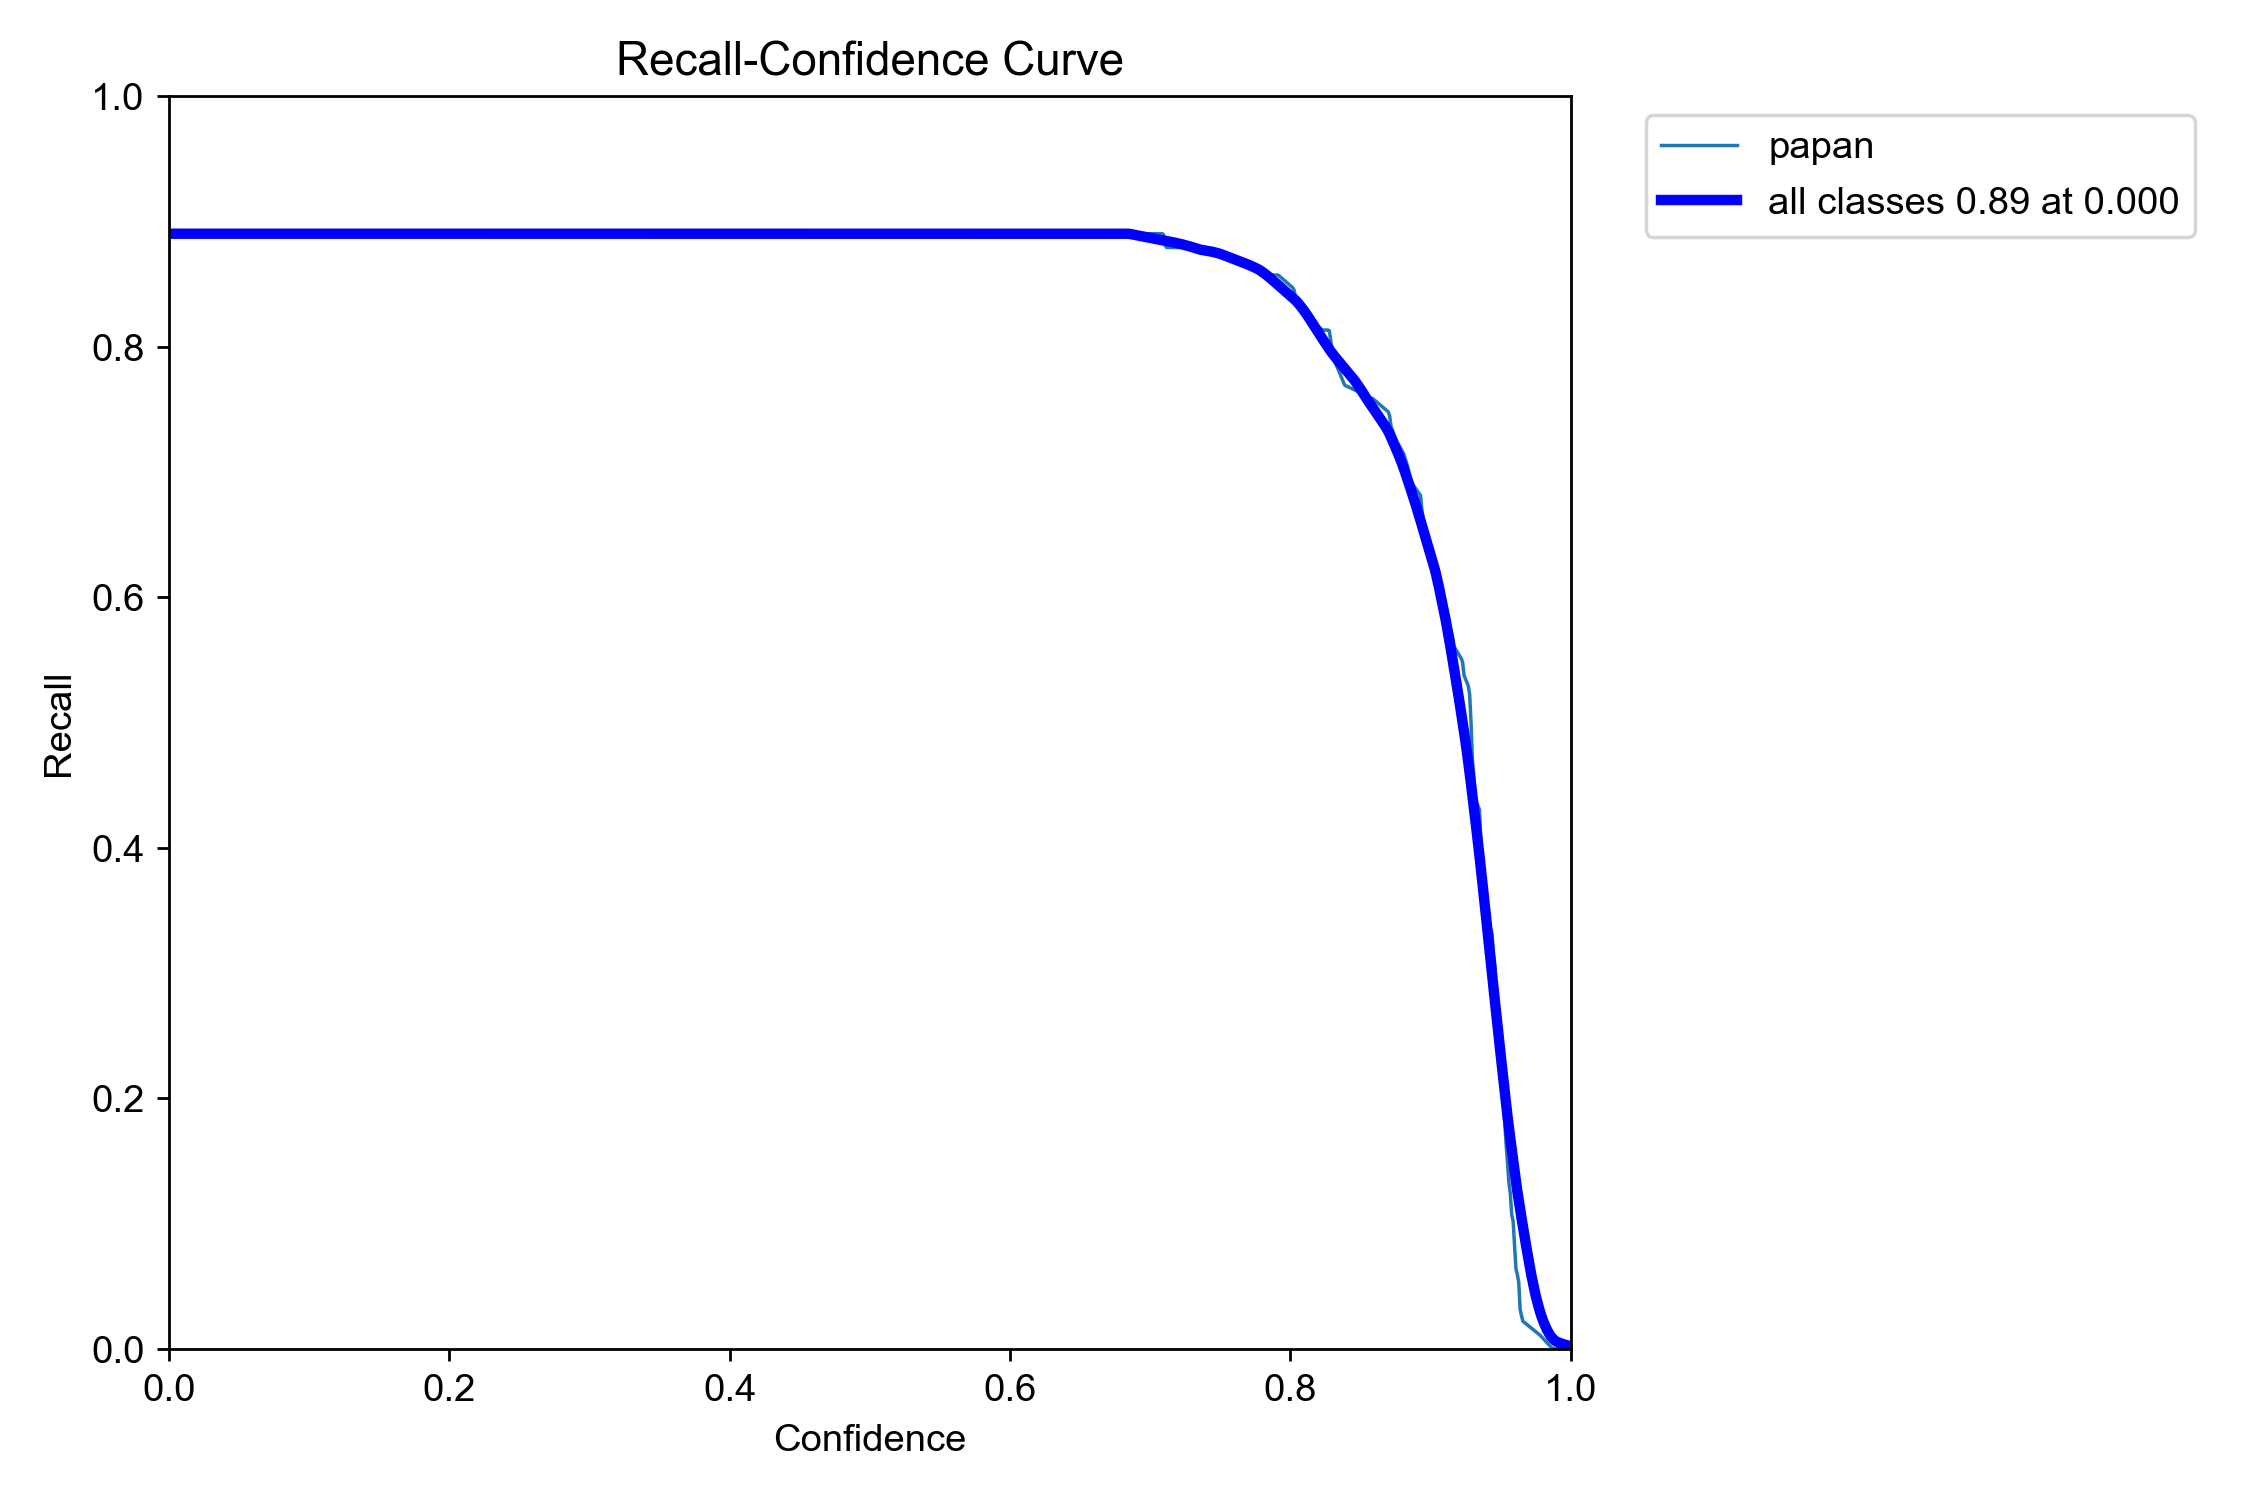 Recall-Confidence Curve
1.0
0.8
0.6
0.4
0.2
0.0
Recall
0.0 0.2 0.4 0.6 0.8 1.0
Confidence
papan
all classes 0.89 at 0.000